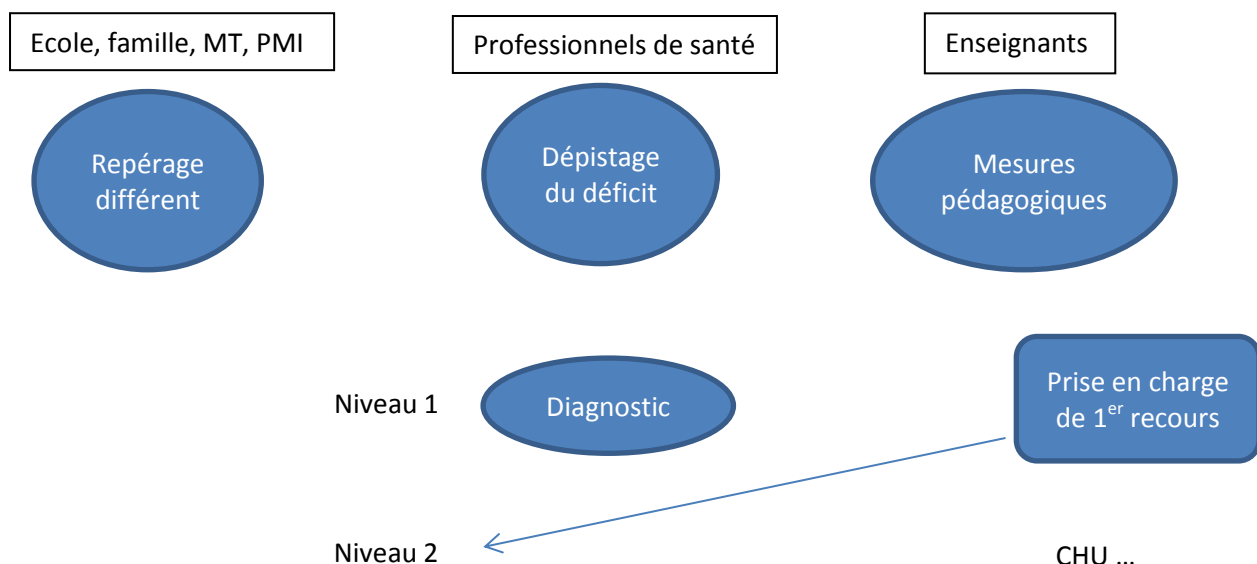 Ecole, famille, MT, PMI
Professionnels de santé
Enseignants
Repérage
différent
Dépistage
du déficit
Mesures
pédagogiques
Niveau 1
Diagnostic
Prise en charge
de 1er recours
Niveau 2
CHU ...